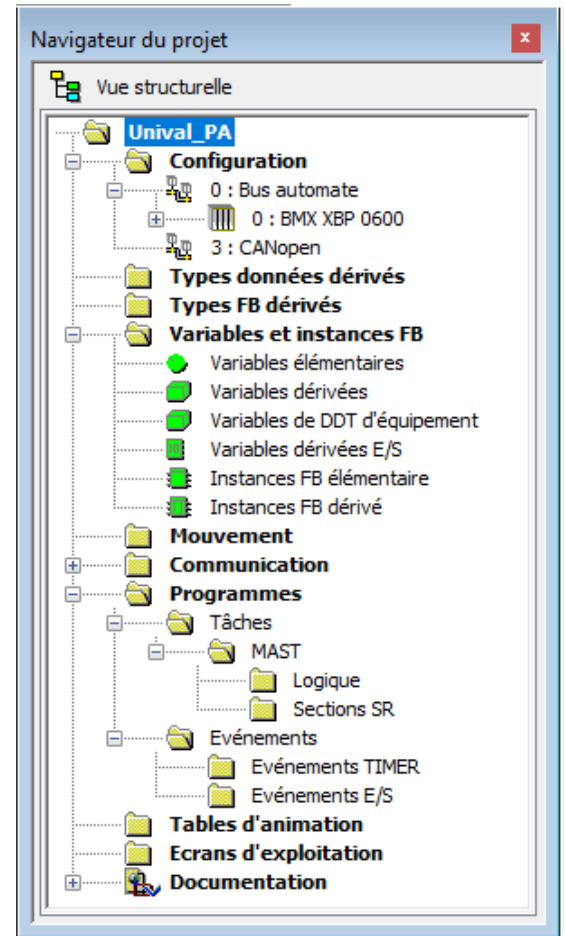 Navigateur du projet
x
Vue structurelle
Unival_PA
Configuration
0 : Bus automate
0 : BMX XBP 0600
3 : CANopen
Types données dérivés
Types FB dérivés
Variables et instances FB
Variables élémentaires
Variables dérivées
Variables de DDT d'équipement
Variables dérivées E/S
Instances FB élémentaire
Instances FB dérivé
Mouvement
Communication
Programmes
Tâches
MAST
Logique
Sections SR
Evénements
Evénements TIMER
Evénements E/S
Tables d'animation
Ecrans d'exploitation
Documentation